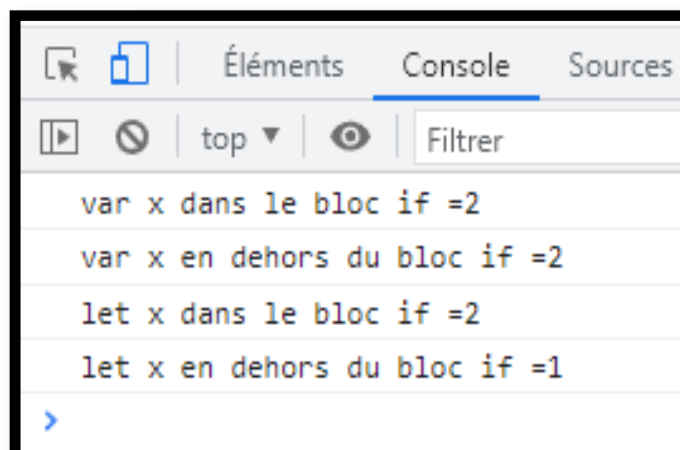 Éléments Console Sources
top ▼ Filtrer
var x dans le bloc if =2
var x en dehors du bloc if =2
let x dans le bloc if =2
let x en dehors du bloc if =1
>